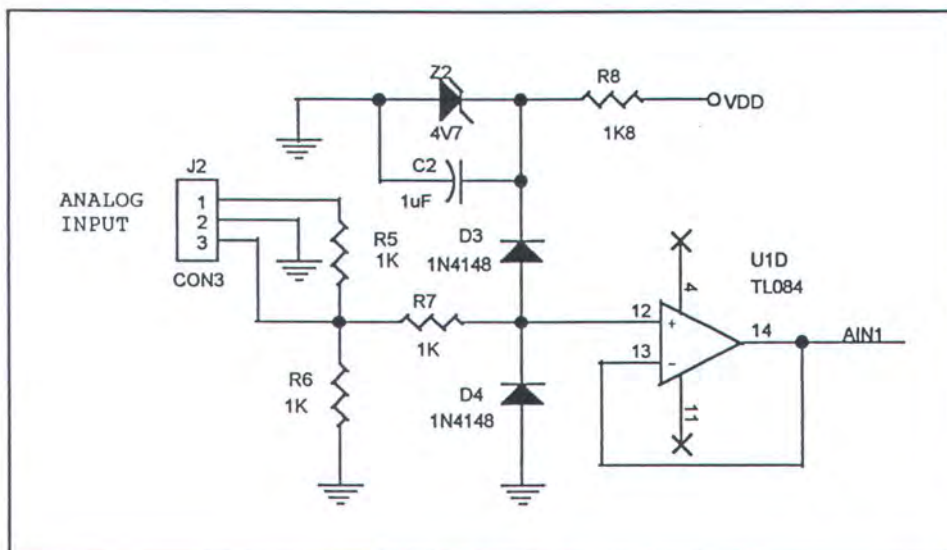 Z2
4V7
R8
1K8
VDD
C2
1uF
J2
ANALOG
INPUT
1
2
3
CON3
R5
1K
D3
1N4148
R7
1K
R6
1K
D4
1N4148
U1D
TL084
4
12
+
13
-
14
AIN1
11